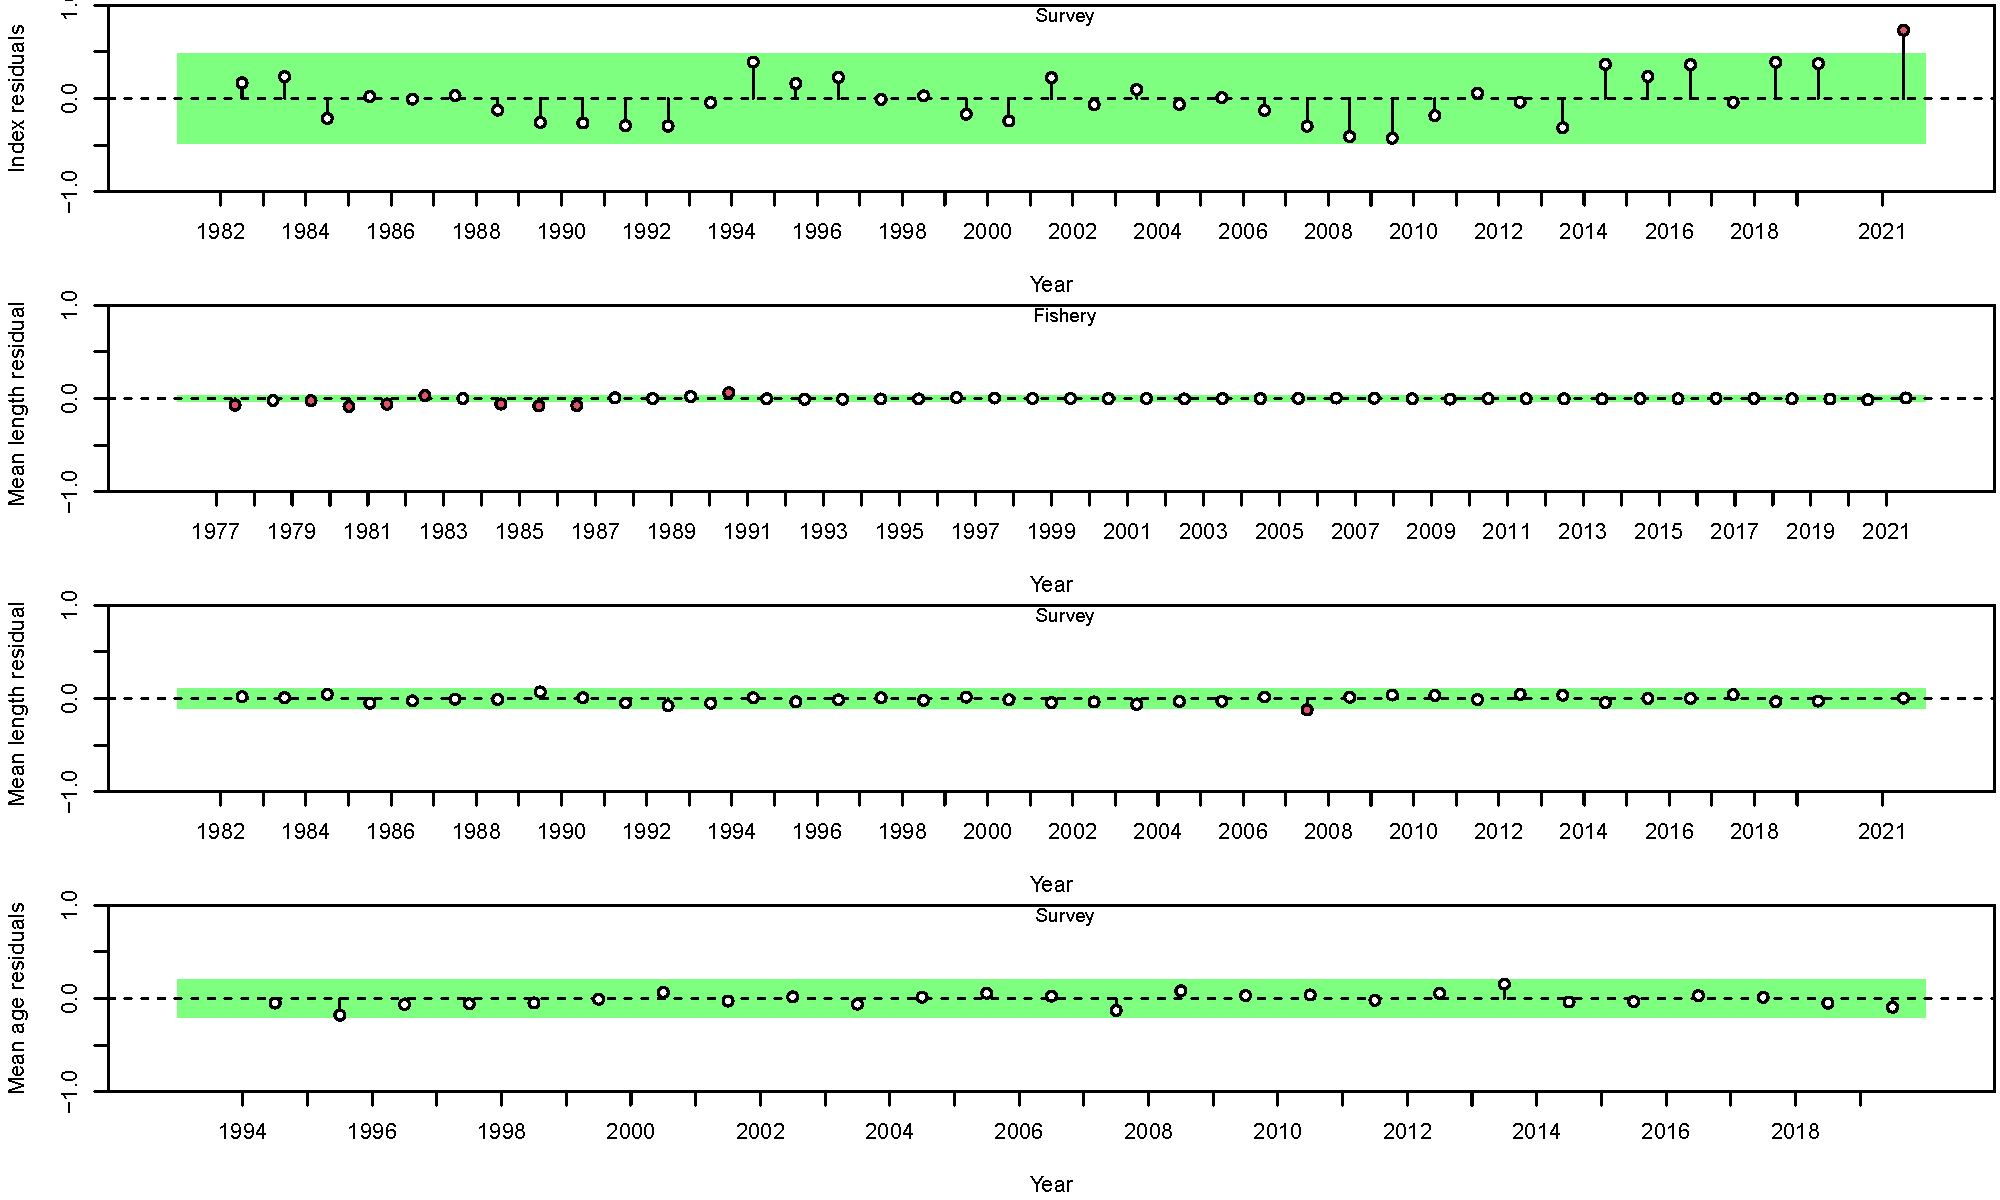 Survey
Index residuals
1.0
0.0
−1.0
1982 1984 1986 1988 1990 1992 1994 1996 1998 2000 2002 2004 2006 2008 2010 2012 2014 2016 2018 2021
Year
Fishery
Mean length residual
1.0
0.0
−1.0
1977 1979 1981 1983 1985 1987 1989 1991 1993 1995 1997 1999 2001 2003 2005 2007 2009 2011 2013 2015 2017 2019 2021
Year
Survey
Mean length residual
1.0
0.0
−1.0
1982 1984 1986 1988 1990 1992 1994 1996 1998 2000 2002 2004 2006 2008 2010 2012 2014 2016 2018 2021
Year
Survey
Mean age residuals
1.0
0.0
−1.0
1994 1996 1998 2000 2002 2004 2006 2008 2010 2012 2014 2016 2018
Year